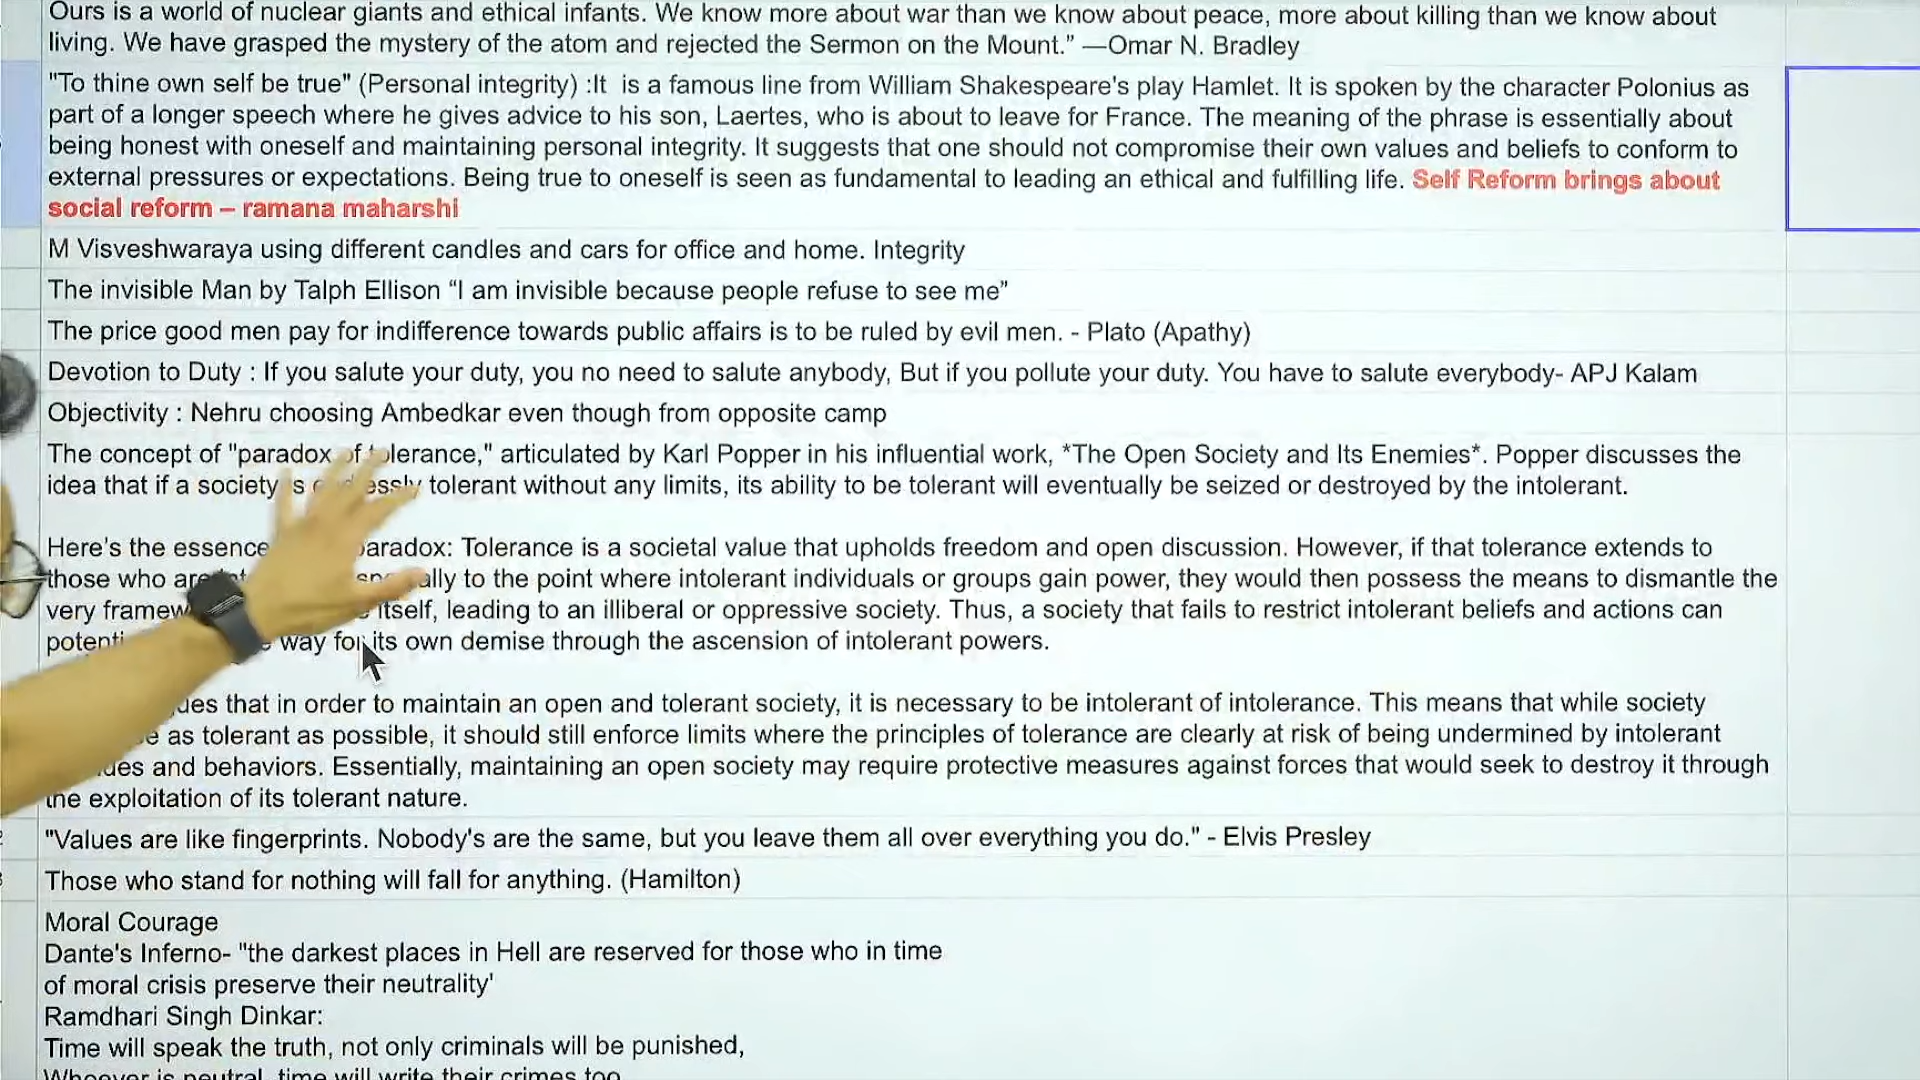 Ours is a world of nuclear giants and ethical infants. We know more about war than we know about peace, more about killing than we know about
living. We have grasped the mystery of the atom and rejected the Sermon on the Mount.” —Omar N. Bradley
"To thine own self be true" (Personal integrity) :It  is a famous line from William Shakespeare's play Hamlet. It is spoken by the character Polonius as
part of a longer speech where he gives advice to his son, Laertes, who is about to leave for France. The meaning of the phrase is essentially about
being honest with oneself and maintaining personal integrity. It suggests that one should not compromise their own values and beliefs to conform to
external pressures or expectations. Being true to oneself is seen as fundamental to leading an ethical and fulfilling life. Self Reform brings about
social reform – ramana maharshi
M Visveshwaraya using different candles and cars for office and home. Integrity
The invisible Man by Talph Ellison “I am invisible because people refuse to see me”
The price good men pay for indifference towards public affairs is to be ruled by evil men. - Plato (Apathy)
Devotion to Duty : If you salute your duty, you no need to salute anybody, But if you pollute your duty. You have to salute everybody- APJ Kalam
Objectivity : Nehru choosing Ambedkar even though from opposite camp
The concept of "paradox of tolerance," articulated by Karl Popper in his influential work, *The Open Society and Its Enemies*. Popper discusses the
idea that if a society is tolerant without any limits, its ability to be tolerant will eventually be seized or destroyed by the intolerant.
Here's the essence paradox: Tolerance is a societal value that upholds freedom and open discussion. However, if that tolerance extends to
those who are to the point where intolerant individuals or groups gain power, they would then possess the means to dismantle the
very itself, leading to an illiberal or oppressive society. Thus, a society that fails to restrict intolerant beliefs and actions can
way for its own demise through the ascension of intolerant powers.
that in order to maintain an open and tolerant society, it is necessary to be intolerant of intolerance. This means that while society
as tolerant as possible, it should still enforce limits where the principles of tolerance are clearly at risk of being undermined by intolerant
and behaviors. Essentially, maintaining an open society may require protective measures against forces that would seek to destroy it through
the exploitation of its tolerant nature.
"Values are like fingerprints. Nobody's are the same, but you leave them all over everything you do." - Elvis Presley
Those who stand for nothing will fall for anything. (Hamilton)
Moral Courage
Dante's Inferno- "the darkest places in Hell are reserved for those who in time
of moral crisis preserve their neutrality'
Ramdhari Singh Dinkar:
Time will speak the truth, not only criminals will be punished,
Whoever is neutral, time will write their crimes too